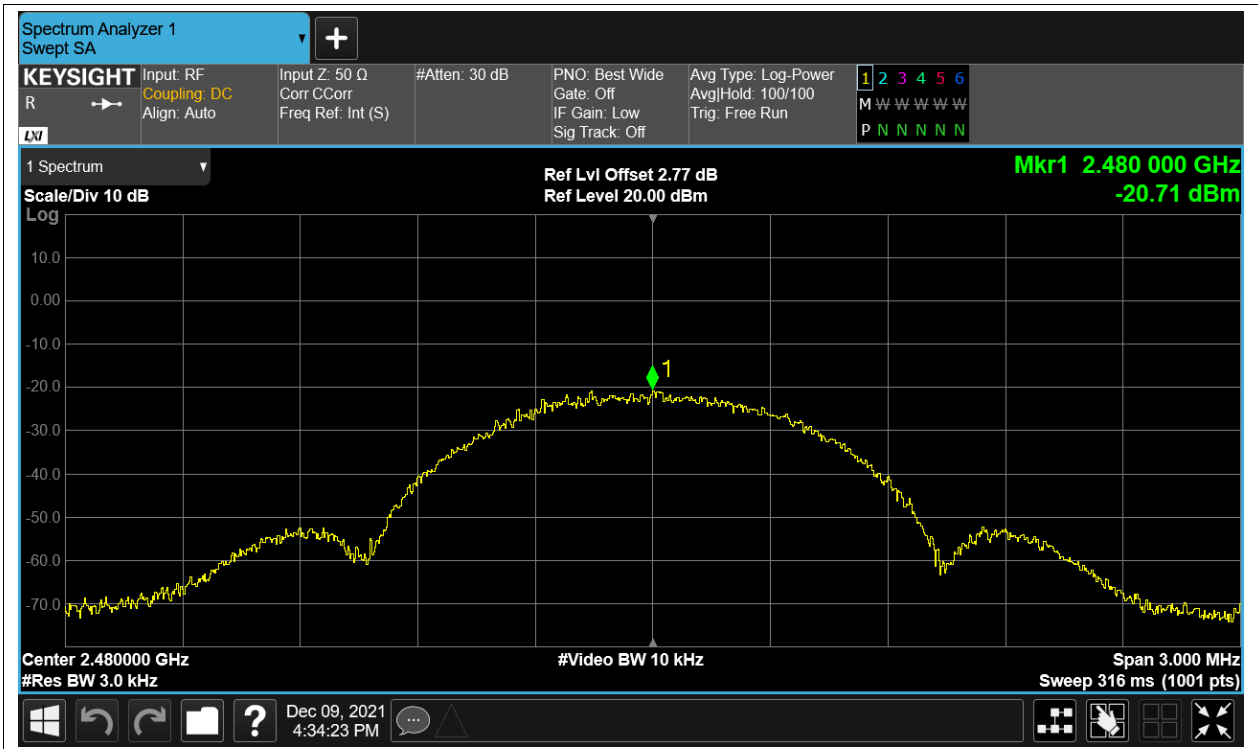 Spectrum Analyzer 1
Swept SA
KEYSIGHT
R
LXI
Input: RF
Coupling: DC
Align: Auto
Input Z: 50 Ω
Corr CCorr
Freq Ref: Int (S)
#Atten: 30 dB
PNO: Best Wide
Gate: Off
IF Gain: Low
Sig Track: Off
Avg Type: Log-Power
Avg|Hold: 100/100
Trig: Free Run
1 2 3 4 5 6
M W W W W W W
P N N N N N
1 Spectrum
Scale/Div 10 dB
Log
Ref Lvl Offset 2.77 dB
Ref Level 20.00 dBm
Mkr1 2.480 000 GHz
-20.71 dBm
10.0
0.00
-10.0
1
-20.0
-30.0
-40.0
-50.0
-60.0
-70.0
Center 2.480000 GHz
#Res BW 3.0 kHz
#Video BW 10 kHz
Span 3.000 MHz
Sweep 316 ms (1001 pts)
?
Dec 09, 2021
4:34:23 PM